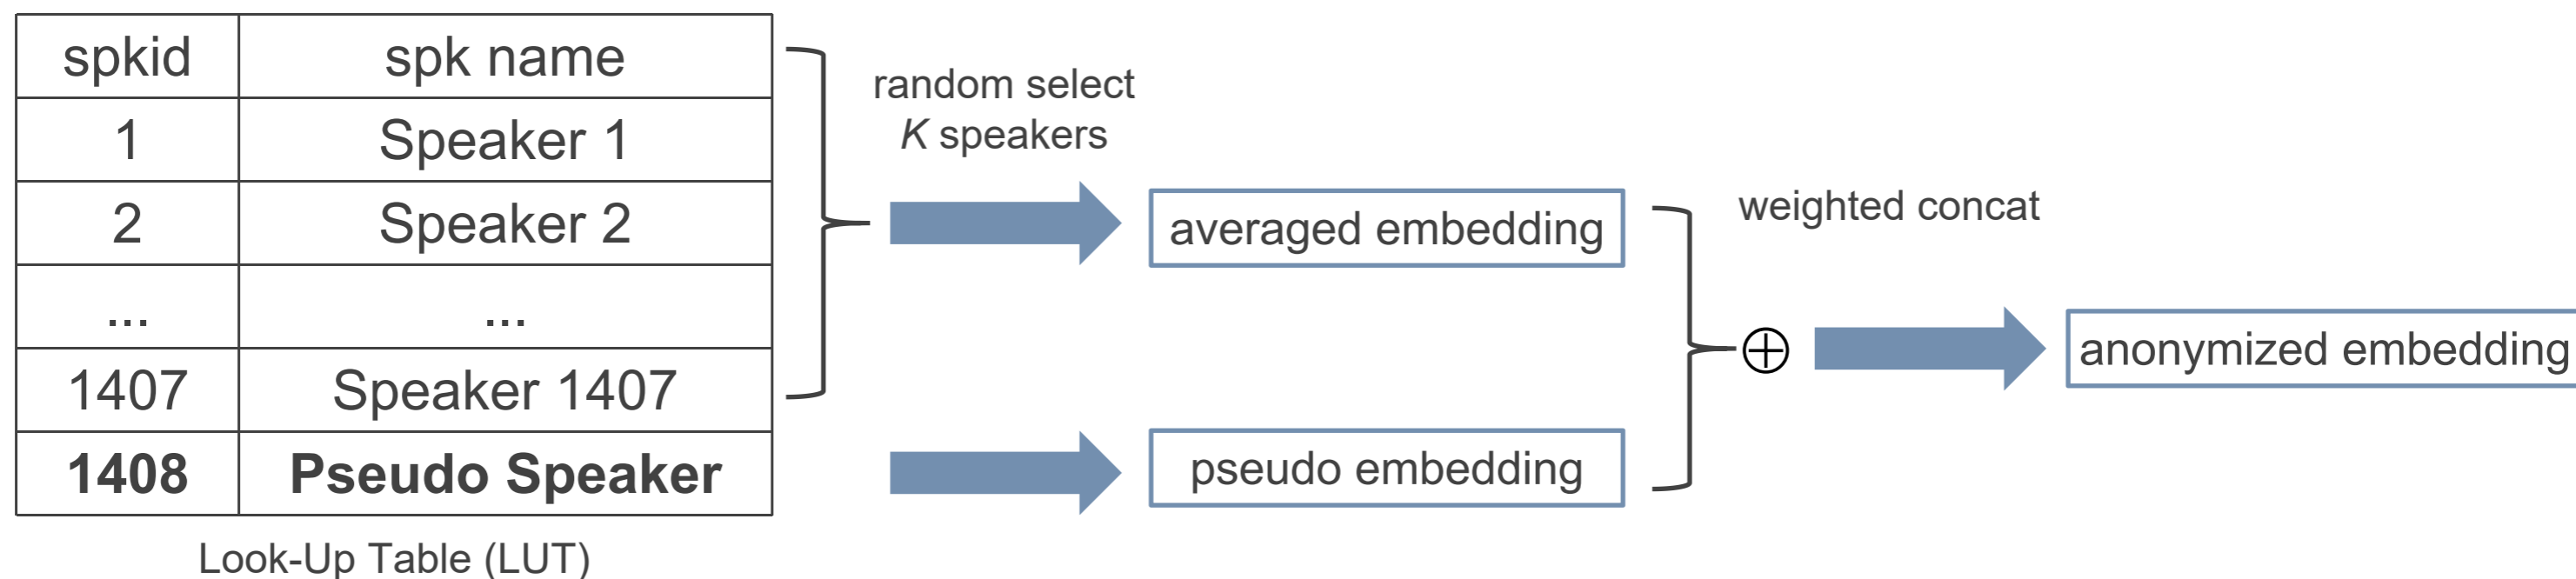 spkid spk name
1 Speaker 1
2 Speaker 2
... ...
1407 Speaker 1407
1408 Pseudo Speaker
Look-Up Table (LUT)
random select
K speakers
averaged embedding
pseudo embedding
weighted concat
anonymized embedding